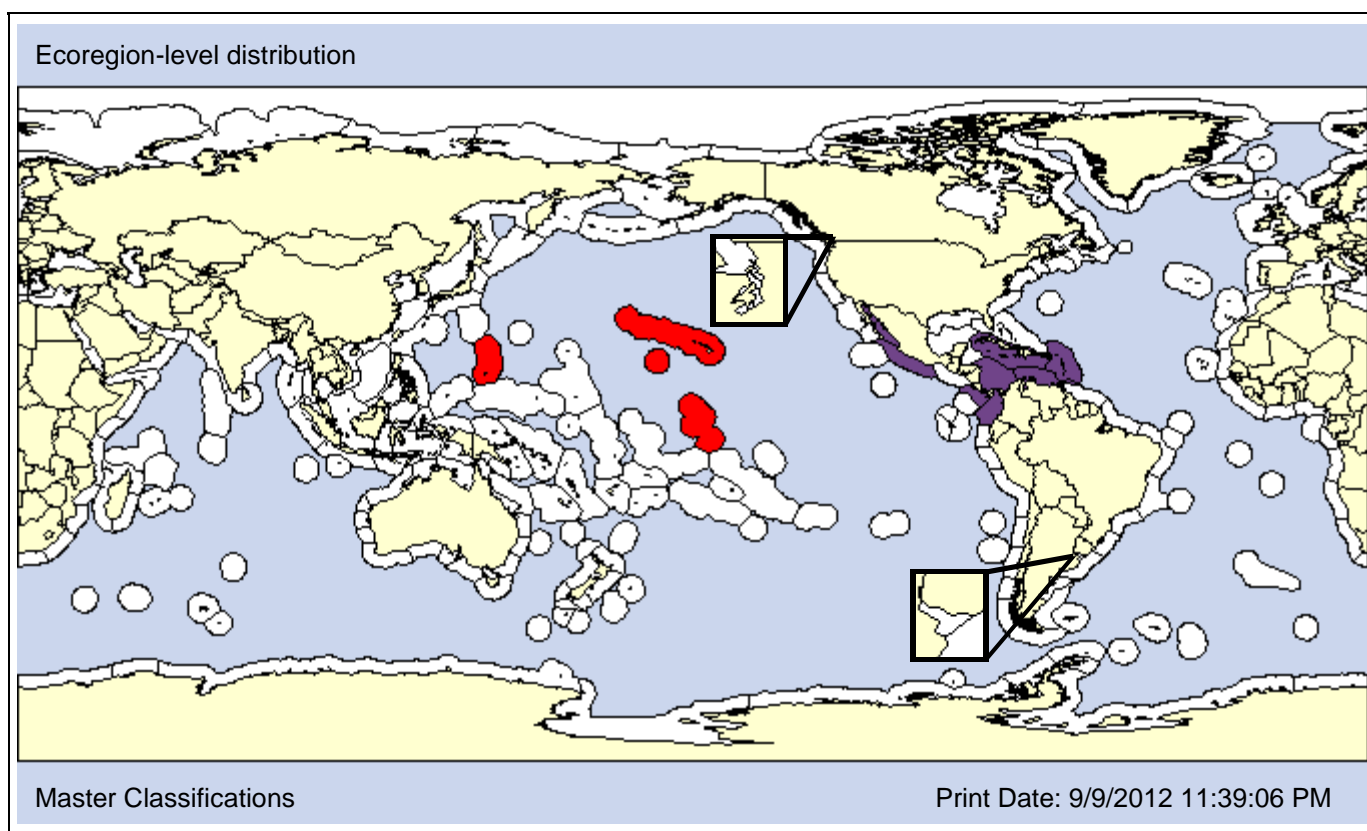 Ecoregion-level distribution
Master Classifications
Print Date: 9/9/2012 11:39:06 PM